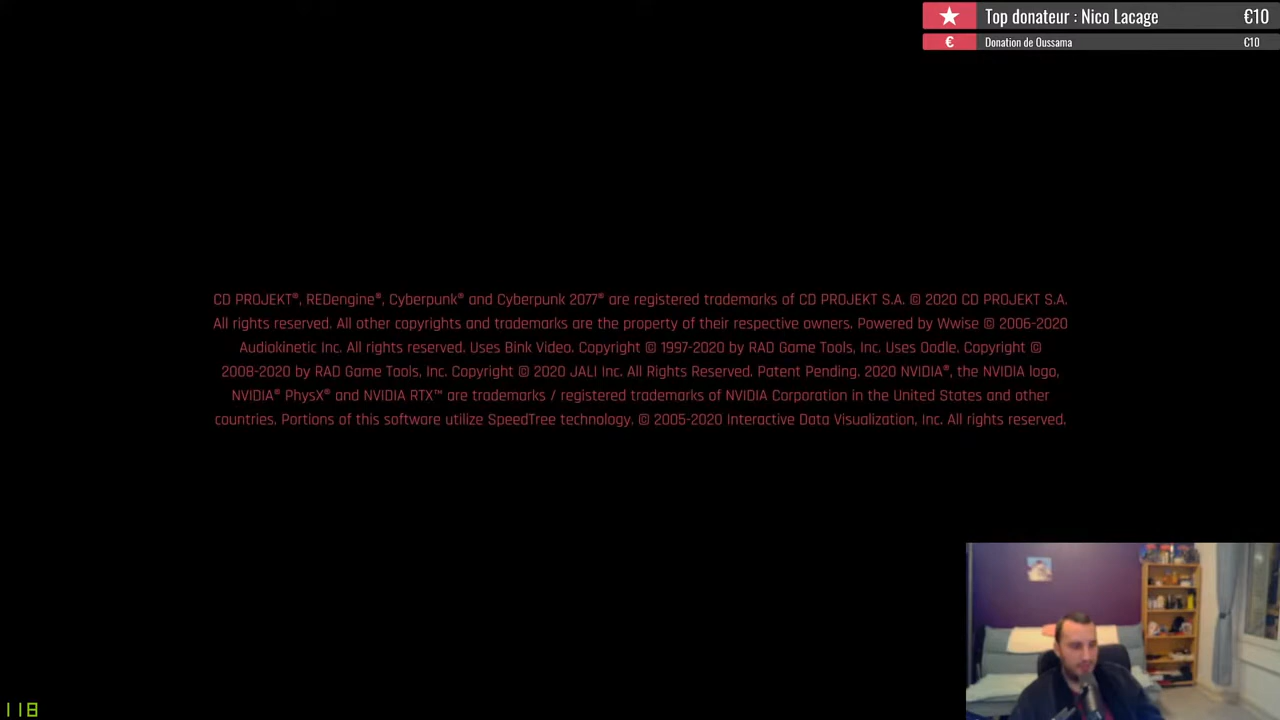 Top donateur : Nico Lacage €10
€ Donation de Oussama €10
CD PROJEKT®, REDengine®, Cyberpunk® and Cyberpunk 2077® are registered trademarks of CD PROJEKT S.A. © 2020 CD PROJEKT S.A.
All rights reserved. All other copyrights and trademarks are the property of their respective owners. Powered by Wwise © 2006-2020
Audiokinetic Inc. All rights reserved. Uses Bink Video. Copyright © 1997-2020 by RAD Game Tools, Inc. Uses Oodle. Copyright ©
2008-2020 by RAD Game Tools, Inc. Copyright © 2020 JALI Inc. All Rights Reserved. Patent Pending. 2020 NVIDIA®, the NVIDIA logo,
NVIDIA® PhysX® and NVIDIA RTX™ are trademarks / registered trademarks of NVIDIA Corporation in the United States and other
countries. Portions of this software utilize SpeedTree technology. © 2005-2020 Interactive Data Visualization, Inc. All rights reserved.
118